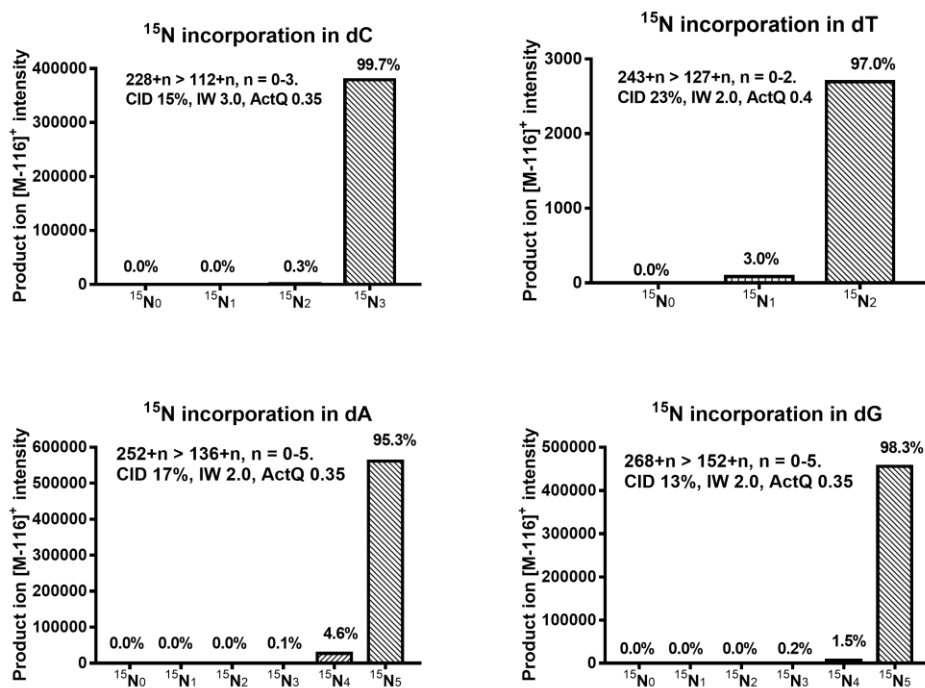 ¹⁵N incorporation in dC
Product ion [M-116]⁺ intensity
400000
300000
200000
100000
0
228+n > 112+n, n = 0-3.
CID 15%, IW 3.0, ActQ 0.35
0.0%
0.0%
0.3%
99.7%
¹⁵N₀
¹⁵N₁
¹⁵N₂
¹⁵N₃
¹⁵N incorporation in dT
Product ion [M-116]⁺ intensity
3000
2000
1000
0
243+n > 127+n, n = 0-2.
CID 23%, IW 2.0, ActQ 0.4
0.0%
3.0%
97.0%
¹⁵N₀
¹⁵N₁
¹⁵N₂
¹⁵N incorporation in dA
Product ion [M-116]⁺ intensity
600000
500000
400000
300000
200000
100000
0
252+n > 136+n, n = 0-5.
CID 17%, IW 2.0, ActQ 0.35
0.0%
0.0%
0.0%
0.1%
4.6%
95.3%
¹⁵N₀
¹⁵N₁
¹⁵N₂
¹⁵N₃
¹⁵N₄
¹⁵N₅
¹⁵N incorporation in dG
Product ion [M-116]⁺ intensity
500000
400000
300000
200000
100000
0
268+n > 152+n, n = 0-5.
CID 13%, IW 2.0, ActQ 0.35
0.0%
0.0%
0.0%
0.2%
1.5%
98.3%
¹⁵N₀
¹⁵N₁
¹⁵N₂
¹⁵N₃
¹⁵N₄
¹⁵N₅